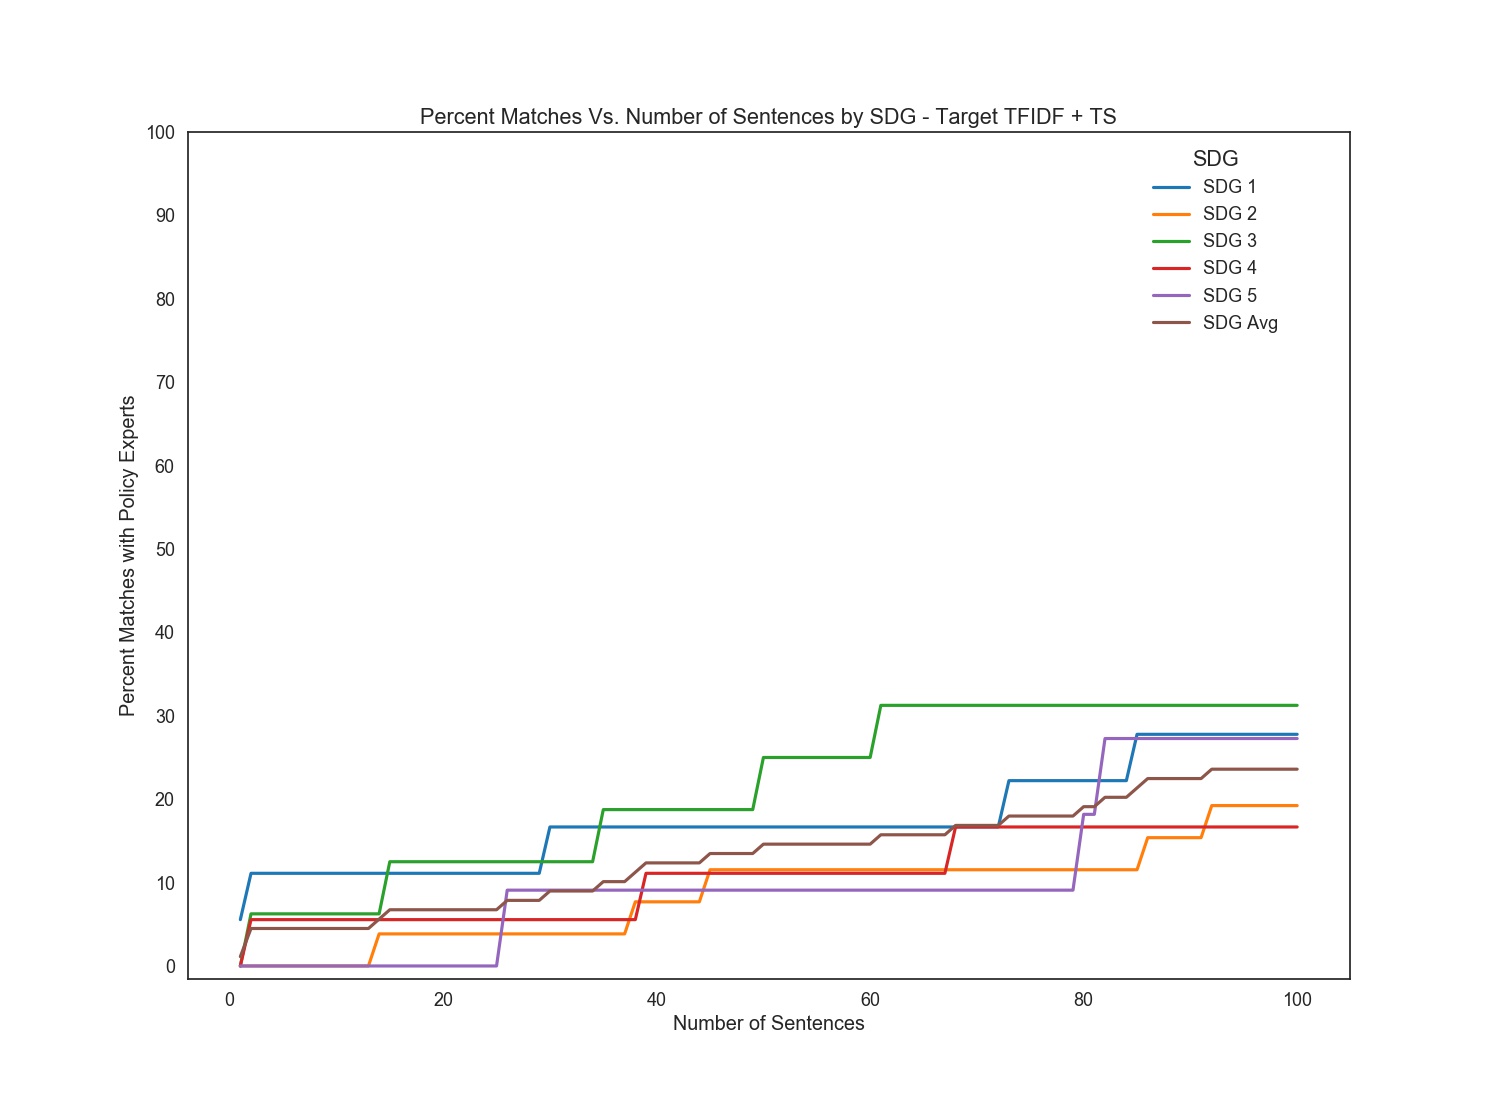 Percent Matches Vs. Number of Sentences by SDG - Target TFIDF + TS
100
90
80
70
60
50
40
30
20
10
0
Percent Matches with Policy Experts
SDG
SDG 1
SDG 2
SDG 3
SDG 4
SDG 5
SDG Avg
0 20 40 60 80 100
Number of Sentences